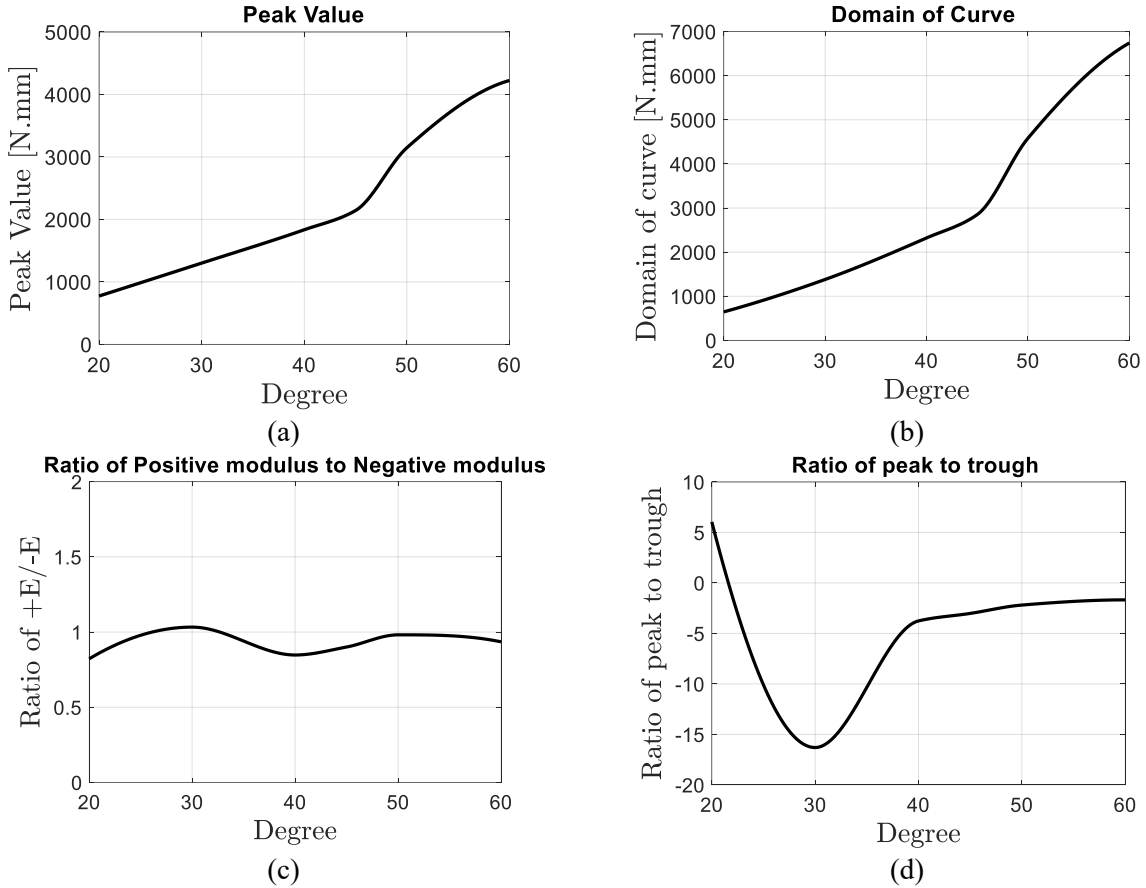 Peak Value
Peak Value [N.mm]
5000
4000
3000
2000
1000
0
20 30 40 50 60
Degree
(a)
Domain of Curve
Domain of curve [N.mm]
7000
6000
5000
4000
3000
2000
1000
0
20 30 40 50 60
Degree
(b)
Ratio of Positive modulus to Negative modulus
Ratio of +E/-E
2
1.5
1
0.5
0
20 30 40 50 60
Degree
(c)
Ratio of peak to trough
Ratio of peak to trough
10
5
0
-5
-10
-15
-20
20 30 40 50 60
Degree
(d)